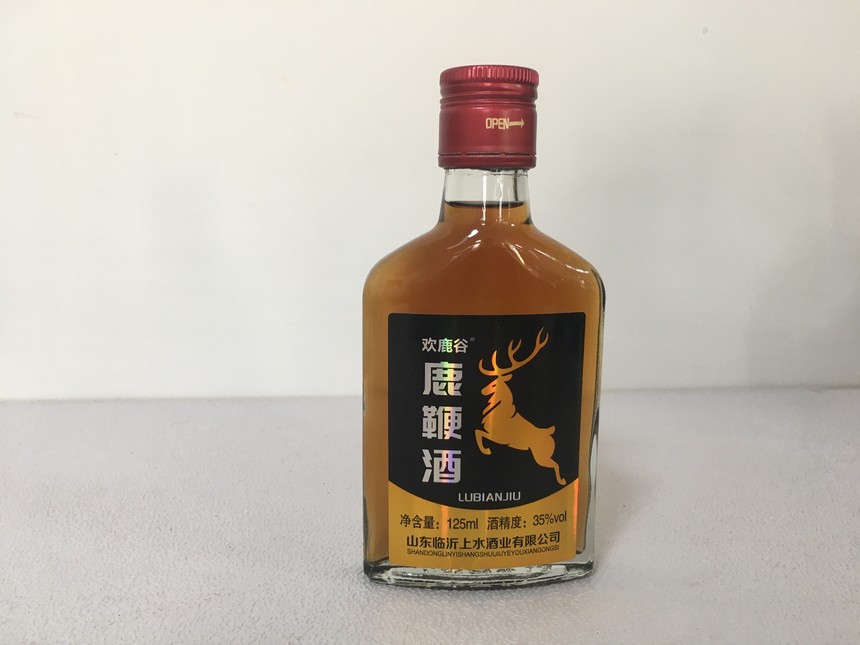 OPEN
欢鹿谷®
鹿鞭酒
LUBIANJIU
净含量：125ml 酒精度：35%vol
山东临沂上水酒业有限公司
SHANDONGLINYISHANGSHUIJIUYEYOUXIANGONGSI